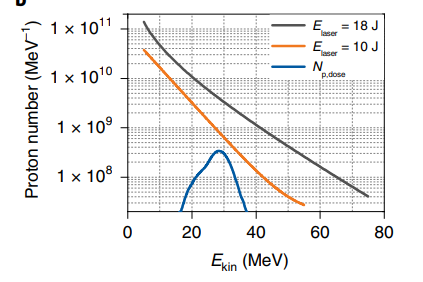 Proton number (MeV⁻¹)
1 × 10¹¹
1 × 10¹⁰
1 × 10⁹
1 × 10⁸
E_laser = 18 J
E_laser = 10 J
N_p,dose
0 20 40 60 80
E_kin (MeV)